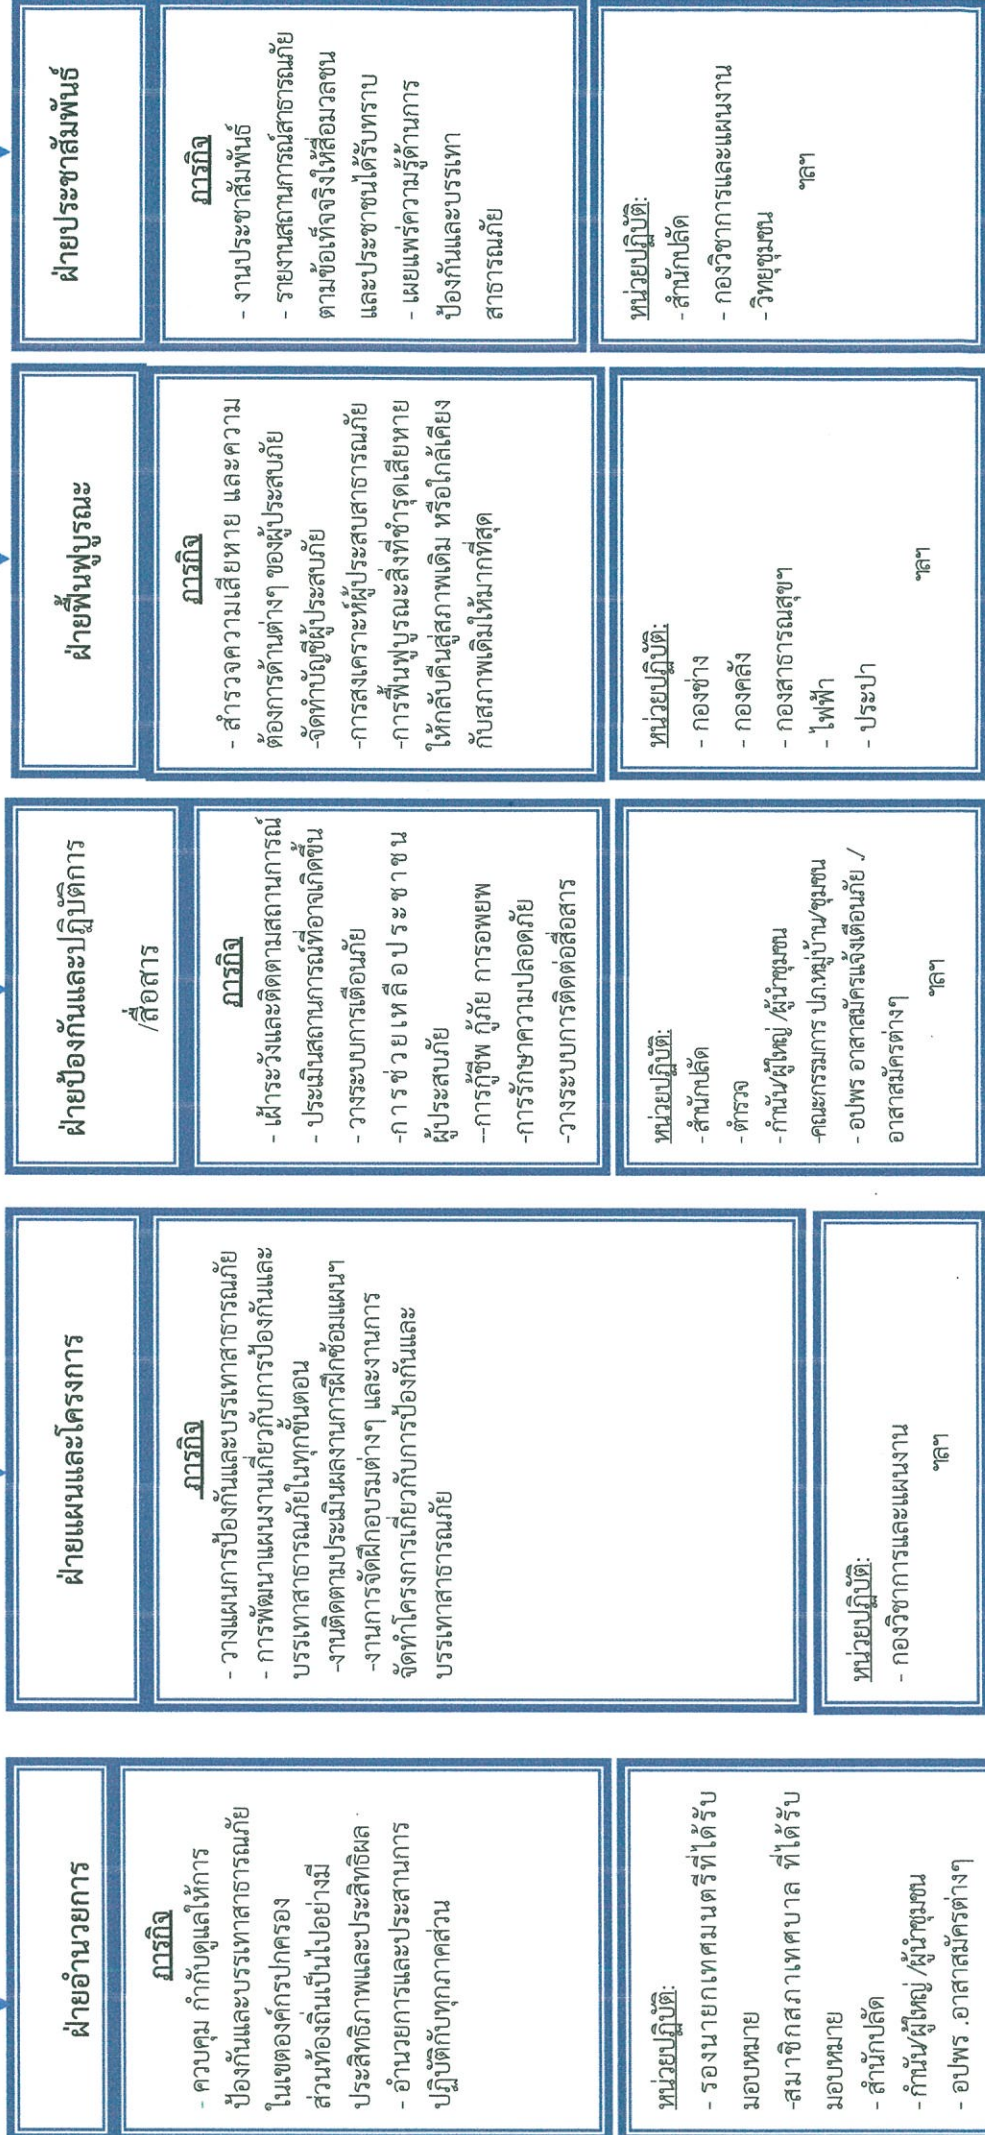 ฝ่ายอำนวยการ
ภารกิจ
- ควบคุม กำกับดูแลให้การ
ป้องกันและบรรเทาสาธารณภัย
ในเขตองค์กรปกครอง
ส่วนท้องถิ่นเป็นไปอย่างมี
ประสิทธิภาพและประสิทธิผล
- อำนวยการและประสานการ
ปฏิบัติกับทุกภาคส่วน
หน่วยปฏิบัติ:
- รองนายกเทศมนตรีที่ได้รับ
มอบหมาย
-สมาชิกสภาเทศบาล ที่ได้รับ
มอบหมาย
- สำนักปลัด
- กำนัน/ผู้ใหญ่ /ผู้นำชุมชน
- อปพร .อาสาสมัครต่างๆ
ฝ่ายแผนและโครงการ
ภารกิจ
- วางแผนการป้องกันและบรรเทาสาธารณภัย
- การพัฒนาแผนงานเกี่ยวกับการป้องกันและ
บรรเทาสาธารณภัยในทุกขั้นตอน
-งานติดตามประเมินผลงานการฝึกซ้อมแผนฯ
-งานการจัดฝึกอบรมต่างๆ และงานการ
จัดทำโครงการเกี่ยวกับการป้องกันและ
บรรเทาสาธารณภัย
หน่วยปฏิบัติ:
- กองวิชาการและแผนงาน
ฯลฯ
ฝ่ายป้องกันและปฏิบัติการ
/สื่อสาร
ภารกิจ
- เฝ้าระวังและติดตามสถานการณ์
- ประเมินสถานการณ์ที่อาจเกิดขึ้น
- วางระบบการเตือนภัย
-การช่วยเหลือประชาชน
ผู้ประสบภัย
--การกู้ชีพ กู้ภัย การอพยพ
-การรักษาความปลอดภัย
-วางระบบการติดต่อสื่อสาร
หน่วยปฏิบัติ:
- สำนักปลัด
-ตำรวจ
- กำนัน/ผู้ใหญ่ /ผู้นำชุมชน
-คณะกรรมการ ปภ.หมู่บ้าน/ชุมชน
- อปพร อาสาสมัครแจ้งเตือนภัย ./
อาสาสมัครต่างๆ
ฯลฯ
ฝ่ายฟื้นฟูบูรณะ
ภารกิจ
- สำรวจความเสียหาย และความ
ต้องการด้านต่างๆ ของผู้ประสบภัย
-จัดทำบัญชีผู้ประสบภัย
-การสงเคราะห์ผู้ประสบสาธารณภัย
-การฟื้นฟูบูรณะสิ่งที่ชำรุดเสียหาย
ให้กลับคืนสู่สภาพเดิม หรือใกล้เคียง
กับสภาพเดิมให้มากที่สุด
หน่วยปฏิบัติ:
- กองช่าง
- กองคลัง
- กองสาธารณสุขฯ
- ไฟฟ้า
- ประปา
ฯลฯ
ฝ่ายประชาสัมพันธ์
ภารกิจ
- งานประชาสัมพันธ์
- รายงานสถานการณ์สาธารณภัย
ตามข้อเท็จจริงให้สื่อมวลชน
และประชาชนได้รับทราบ
- เผยแพร่ความรู้ด้านการ
ป้องกันและบรรเทา
สาธารณภัย
หน่วยปฏิบัติ:
- สำนักปลัด
- กองวิชาการและแผนงาน
- วิทยุชุมชน
ฯลฯ